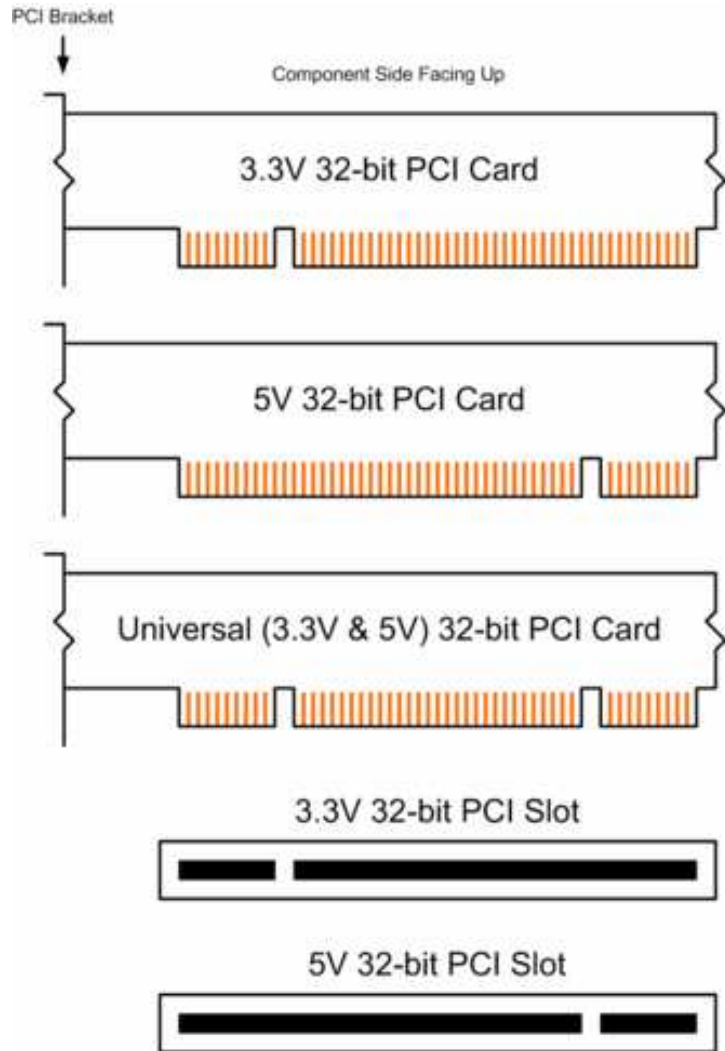 PCI Bracket
Component Side Facing Up
3.3V 32-bit PCI Card
5V 32-bit PCI Card
Universal (3.3V & 5V) 32-bit PCI Card
3.3V 32-bit PCI Slot
5V 32-bit PCI Slot